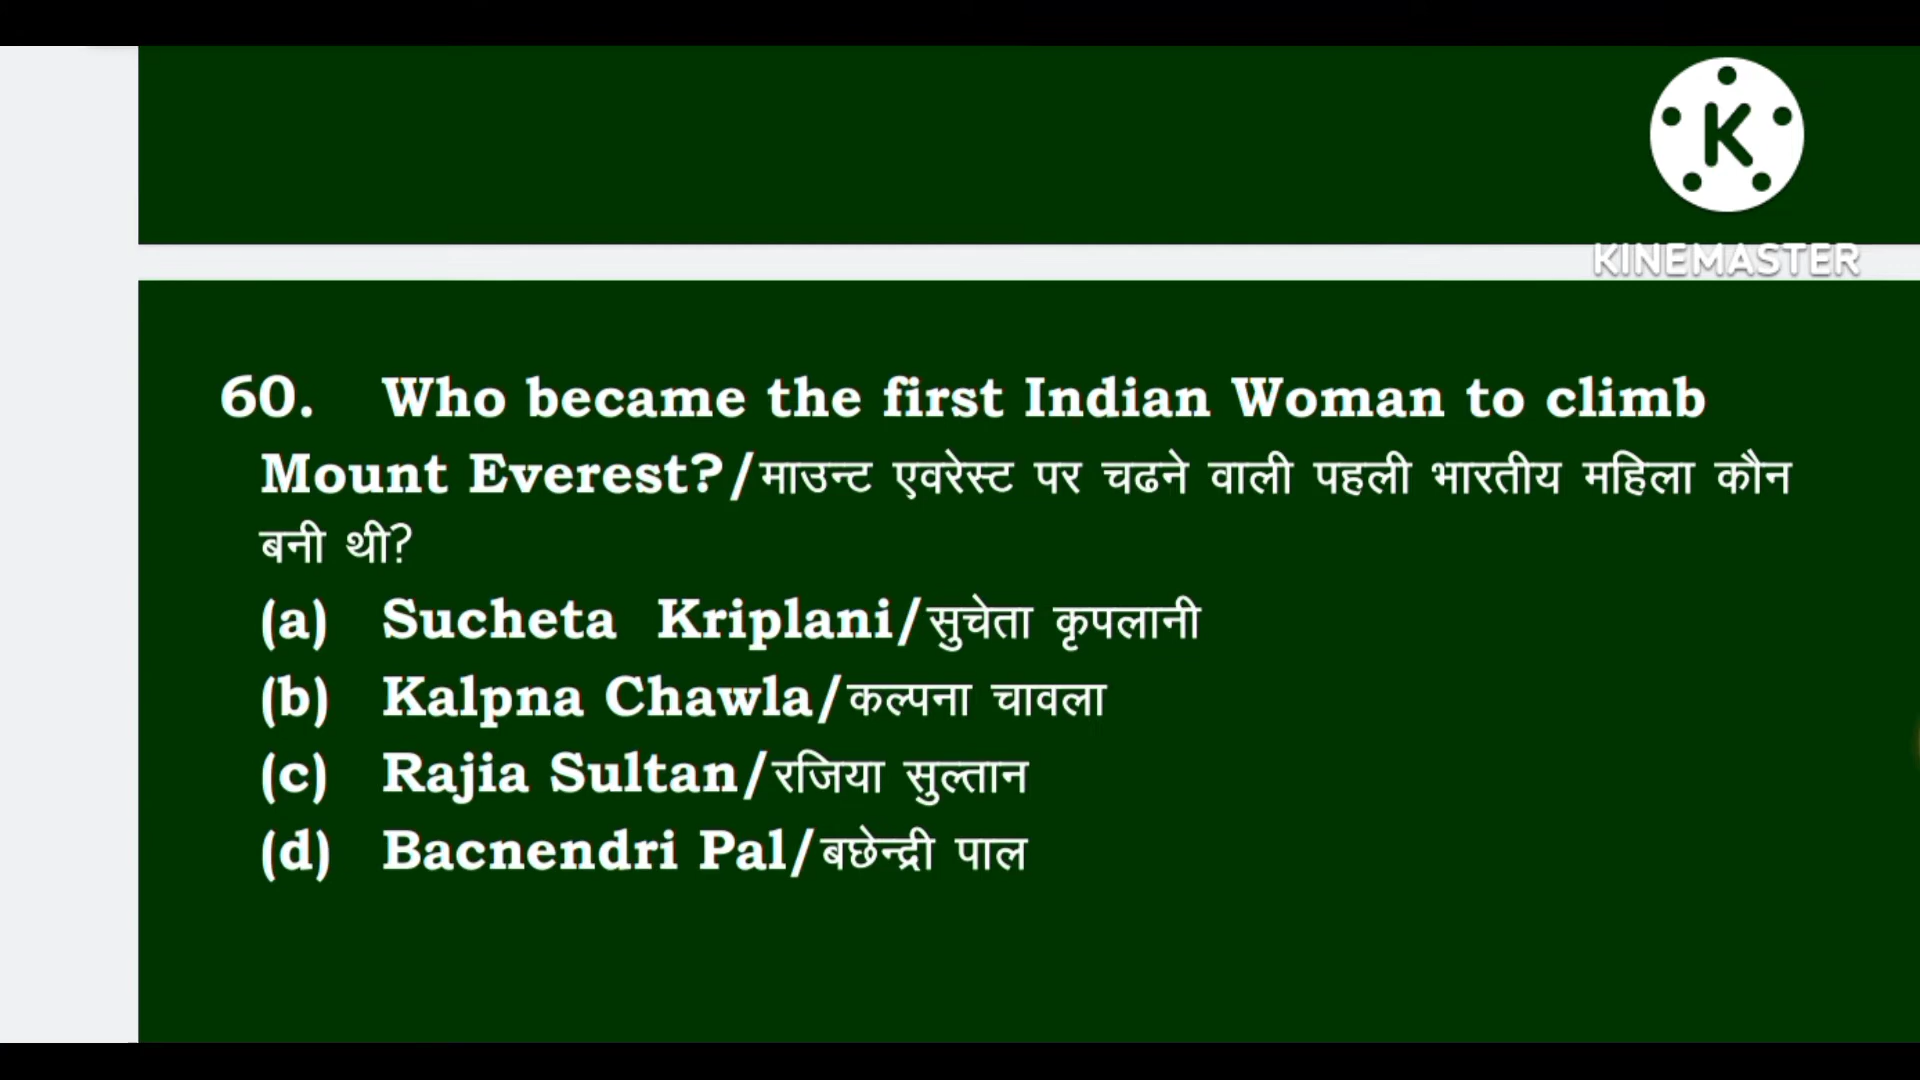 K
KINEMASTER
60. Who became the first Indian Woman to climb
Mount Everest?/माउन्ट एवरेस्ट पर चढने वाली पहली भारतीय महिला कौन
बनी थी?
(a) Sucheta Kriplani/सुचेता कृपलानी
(b) Kalpna Chawla/कल्पना चावला
(c) Rajia Sultan/रजिया सुल्तान
(d) Bacnendri Pal/बछेन्द्री पाल